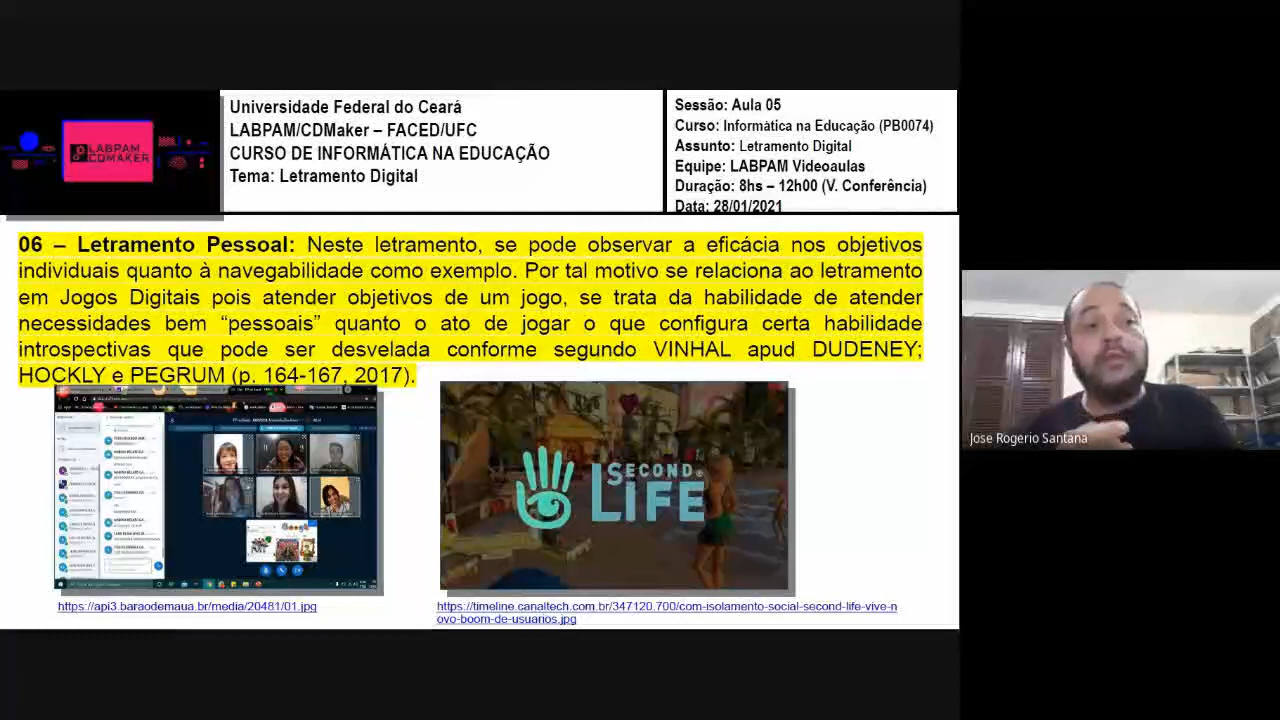 LABPAM
CDMAKER
Universidade Federal do Ceará
LABPAM/CDMaker – FACED/UFC
CURSO DE INFORMÁTICA NA EDUCAÇÃO
Tema: Letramento Digital
Sessão: Aula 05
Curso: Informática na Educação (PB0074)
Assunto: Letramento Digital
Equipe: LABPAM Videoaulas
Duração: 8hs – 12h00 (V. Conferência)
Data: 28/01/2021
06 – Letramento Pessoal: Neste letramento, se pode observar a eficácia nos objetivos
individuais quanto à navegabilidade como exemplo. Por tal motivo se relaciona ao letramento
em Jogos Digitais pois atender objetivos de um jogo, se trata da habilidade de atender
necessidades bem “pessoais” quanto o ato de jogar o que configura certa habilidade
introspectivas que pode ser desvelada conforme segundo VINHAL apud DUDENEY;
HOCKLY e PEGRUM (p. 164-167, 2017).
SECOND®
LIFE
https://api3.baraodemaua.br/media/20481/01.jpg
https://timeline.canaltech.com.br/347120.700/com-isolamento-social-second-life-vive-n
ovo-boom-de-usuarios.jpg
Jose Rogerio Santana